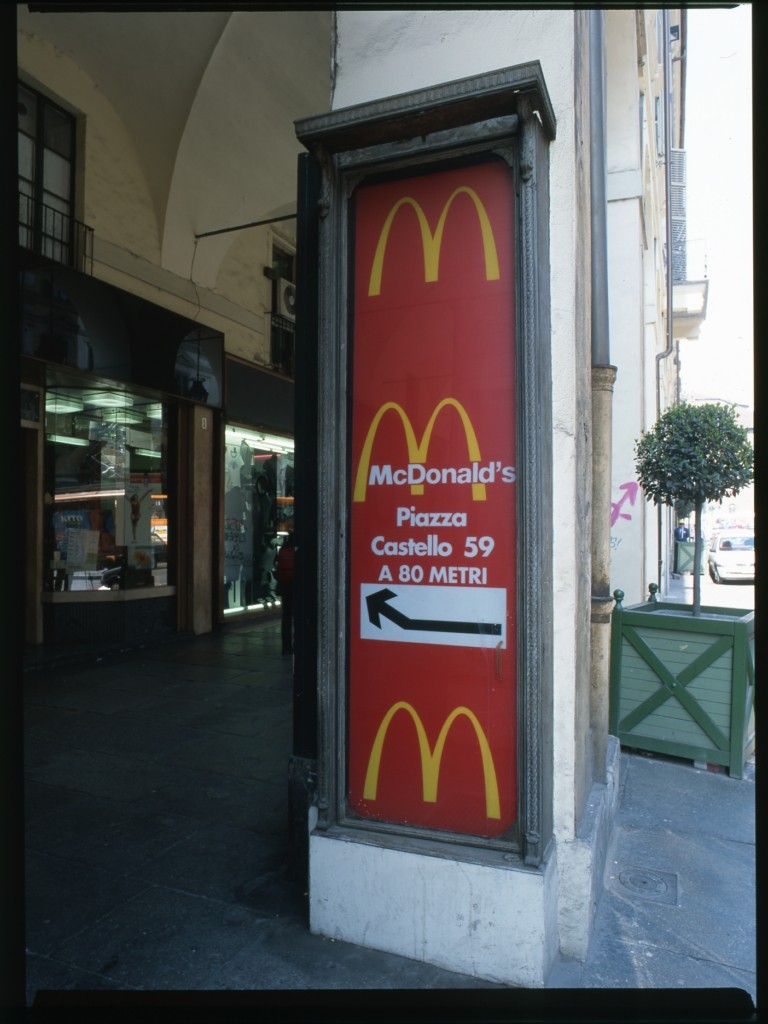 McDonald's
Piazza
Castello 59
A 80 METRI